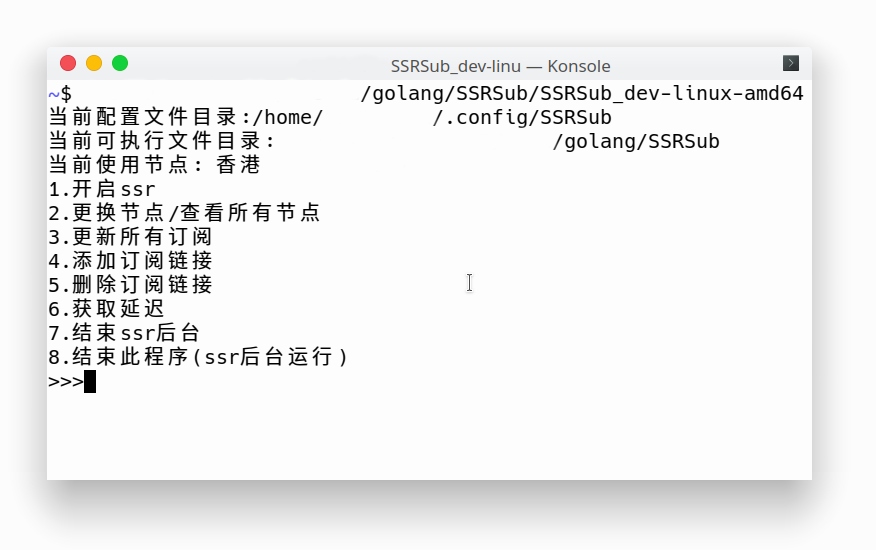 SSRSub_dev-linu — Konsole
~$ /golang/SSRSub/SSRSub_dev-linux-amd64
当前配置文件目录:/home/ /.config/SSRSub
当前可执行文件目录: /golang/SSRSub
当前使用节点: 香港
1.开启ssr
2.更换节点/查看所有节点
3.更新所有订阅
4.添加订阅链接
5.删除订阅链接
6.获取延迟
7.结束ssr后台
8.结束此程序(ssr后台运行)
>>>